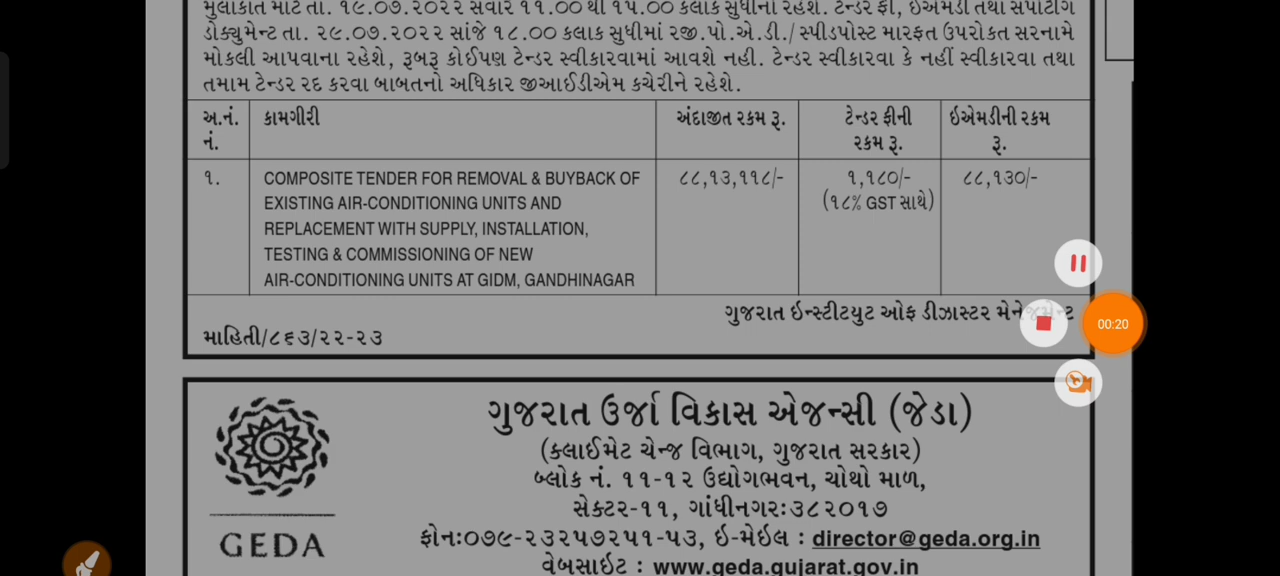 મુલાકાત માટે તા. ૧૯.૦૭.૨૦૨૨ સવારે ૧૧.૦૦ થી ૧૫.૦૦ કલાક સુધીનો રહેશે. ટેન્ડર ફી, ઇએમડી તથા સપોર્ટીંગ
ડોક્યુમેન્ટ તા. ૨૯.૦૭.૨૦૨૨ સાંજે ૧૮.૦૦ કલાક સુધીમાં રજી.પો.એ.ડી./ સ્પીડપોસ્ટ મારફત ઉપરોકત સરનામે
મોકલી આપવાના રહેશે, રૂબરૂ કોઈપણ ટેન્ડર સ્વીકારવામાં આવશે નહી. ટેન્ડર સ્વીકારવા કે નહીં સ્વીકારવા તથા
તમામ ટેન્ડર રદ કરવા બાબતનો અધિકાર જીઆઈડીએમ કચેરીને રહેશે.
અ.નં. કામગીરી અંદાજીત રકમ રૂ. ટેન્ડર ફીની ઇએમડીની રકમ
નં. રકમ રૂ. રૂ.
૧. COMPOSITE TENDER FOR REMOVAL & BUYBACK OF ૮૮,૧૩,૧૧૮/- ૧,૧૮૦/- ૮૮,૧૩૦/-
EXISTING AIR-CONDITIONING UNITS AND (૧૮% GST સાથે)
REPLACEMENT WITH SUPPLY, INSTALLATION,
TESTING & COMMISSIONING OF NEW
AIR-CONDITIONING UNITS AT GIDM, GANDHINAGAR
ગુજરાત ઇન્સ્ટીટયુટ ઓફ ડીઝાસ્ટર મેનેજમેન્ટ
માહિતી/૮૬૩/૨૨-૨૩
00:20
ગુજરાત ઉર્જા વિકાસ એજન્સી (જેડા)
(ક્લાઈમેટ ચેન્જ વિભાગ, ગુજરાત સરકાર)
બ્લોક નં. ૧૧-૧૨ ઉદ્યોગભવન, ચોથો માળ,
સેક્ટર-૧૧, ગાંધીનગર:૩૮૨૦૧૭
GEDA
ફોન:૦૭૯-૨૩૨૫૭૨૫૧-૫૩, ઇ-મેઇલ : director@geda.org.in
વેબસાઇટ : www.geda.gujarat.gov.in